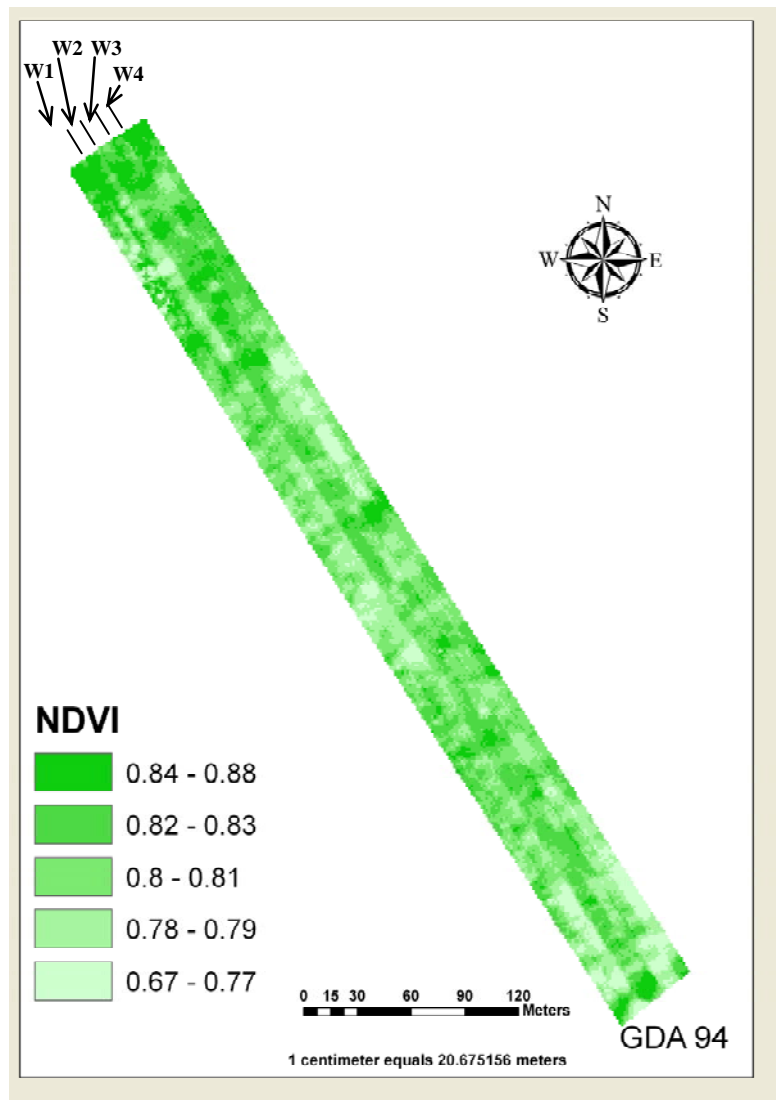 W2 W3
W1 W4
N
W E
S
NDVI
0.84 - 0.88
0.82 - 0.83
0.8 - 0.81
0.78 - 0.79
0.67 - 0.77
0 15 30 60 90 120
Meters
GDA 94
1 centimeter equals 20.675156 meters